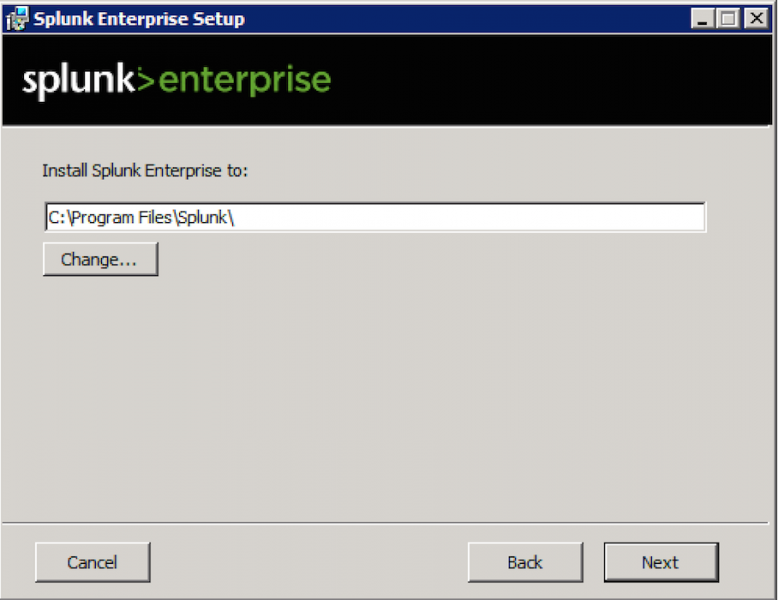 Splunk Enterprise Setup
splunk>enterprise
Install Splunk Enterprise to:
C:\Program Files\Splunk\
Change...
Cancel
Back
Next